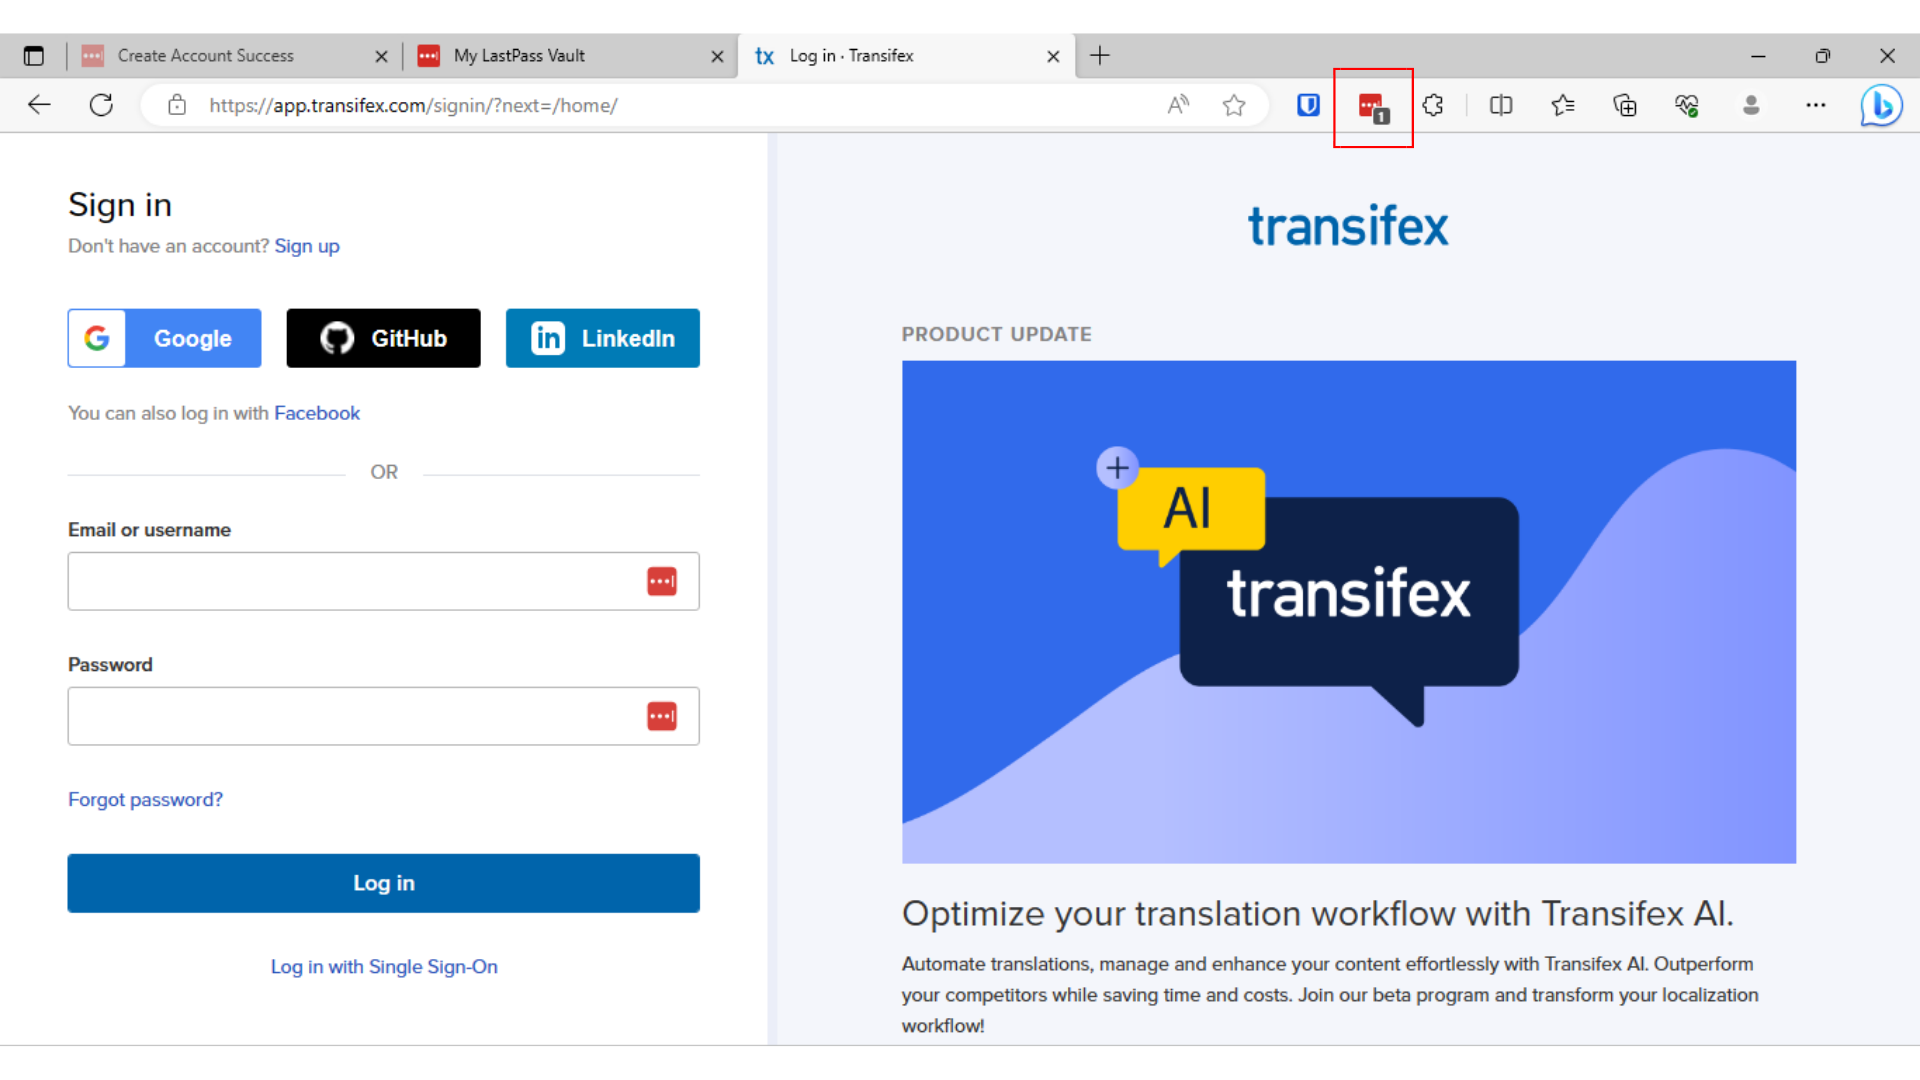 Create Account Success
My LastPass Vault
tx Log in · Transifex
https://app.transifex.com/signin/?next=/home/
1
Sign in
Don't have an account? Sign up
Google
GitHub
in LinkedIn
You can also log in with Facebook
OR
Email or username
Password
Forgot password?
Log in
Log in with Single Sign-On
transifex
PRODUCT UPDATE
AI
transifex
Optimize your translation workflow with Transifex AI.
Automate translations, manage and enhance your content effortlessly with Transifex AI. Outperform
your competitors while saving time and costs. Join our beta program and transform your localization
workflow!